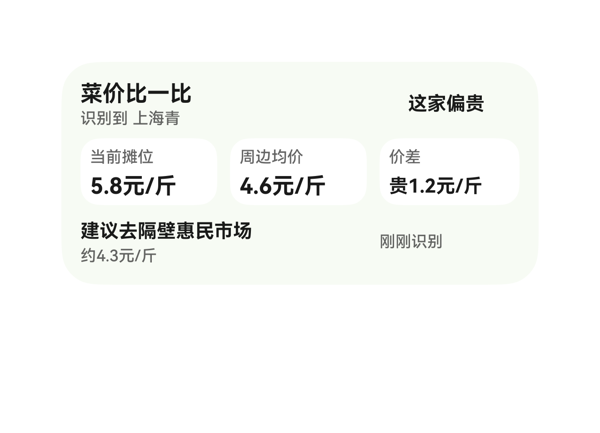 菜价比一比
这家偏贵
识别到 上海青
当前摊位
周边均价
价差
5.8元/斤
4.6元/斤
贵1.2元/斤
建议去隔壁惠民市场
刚刚识别
约4.3元/斤